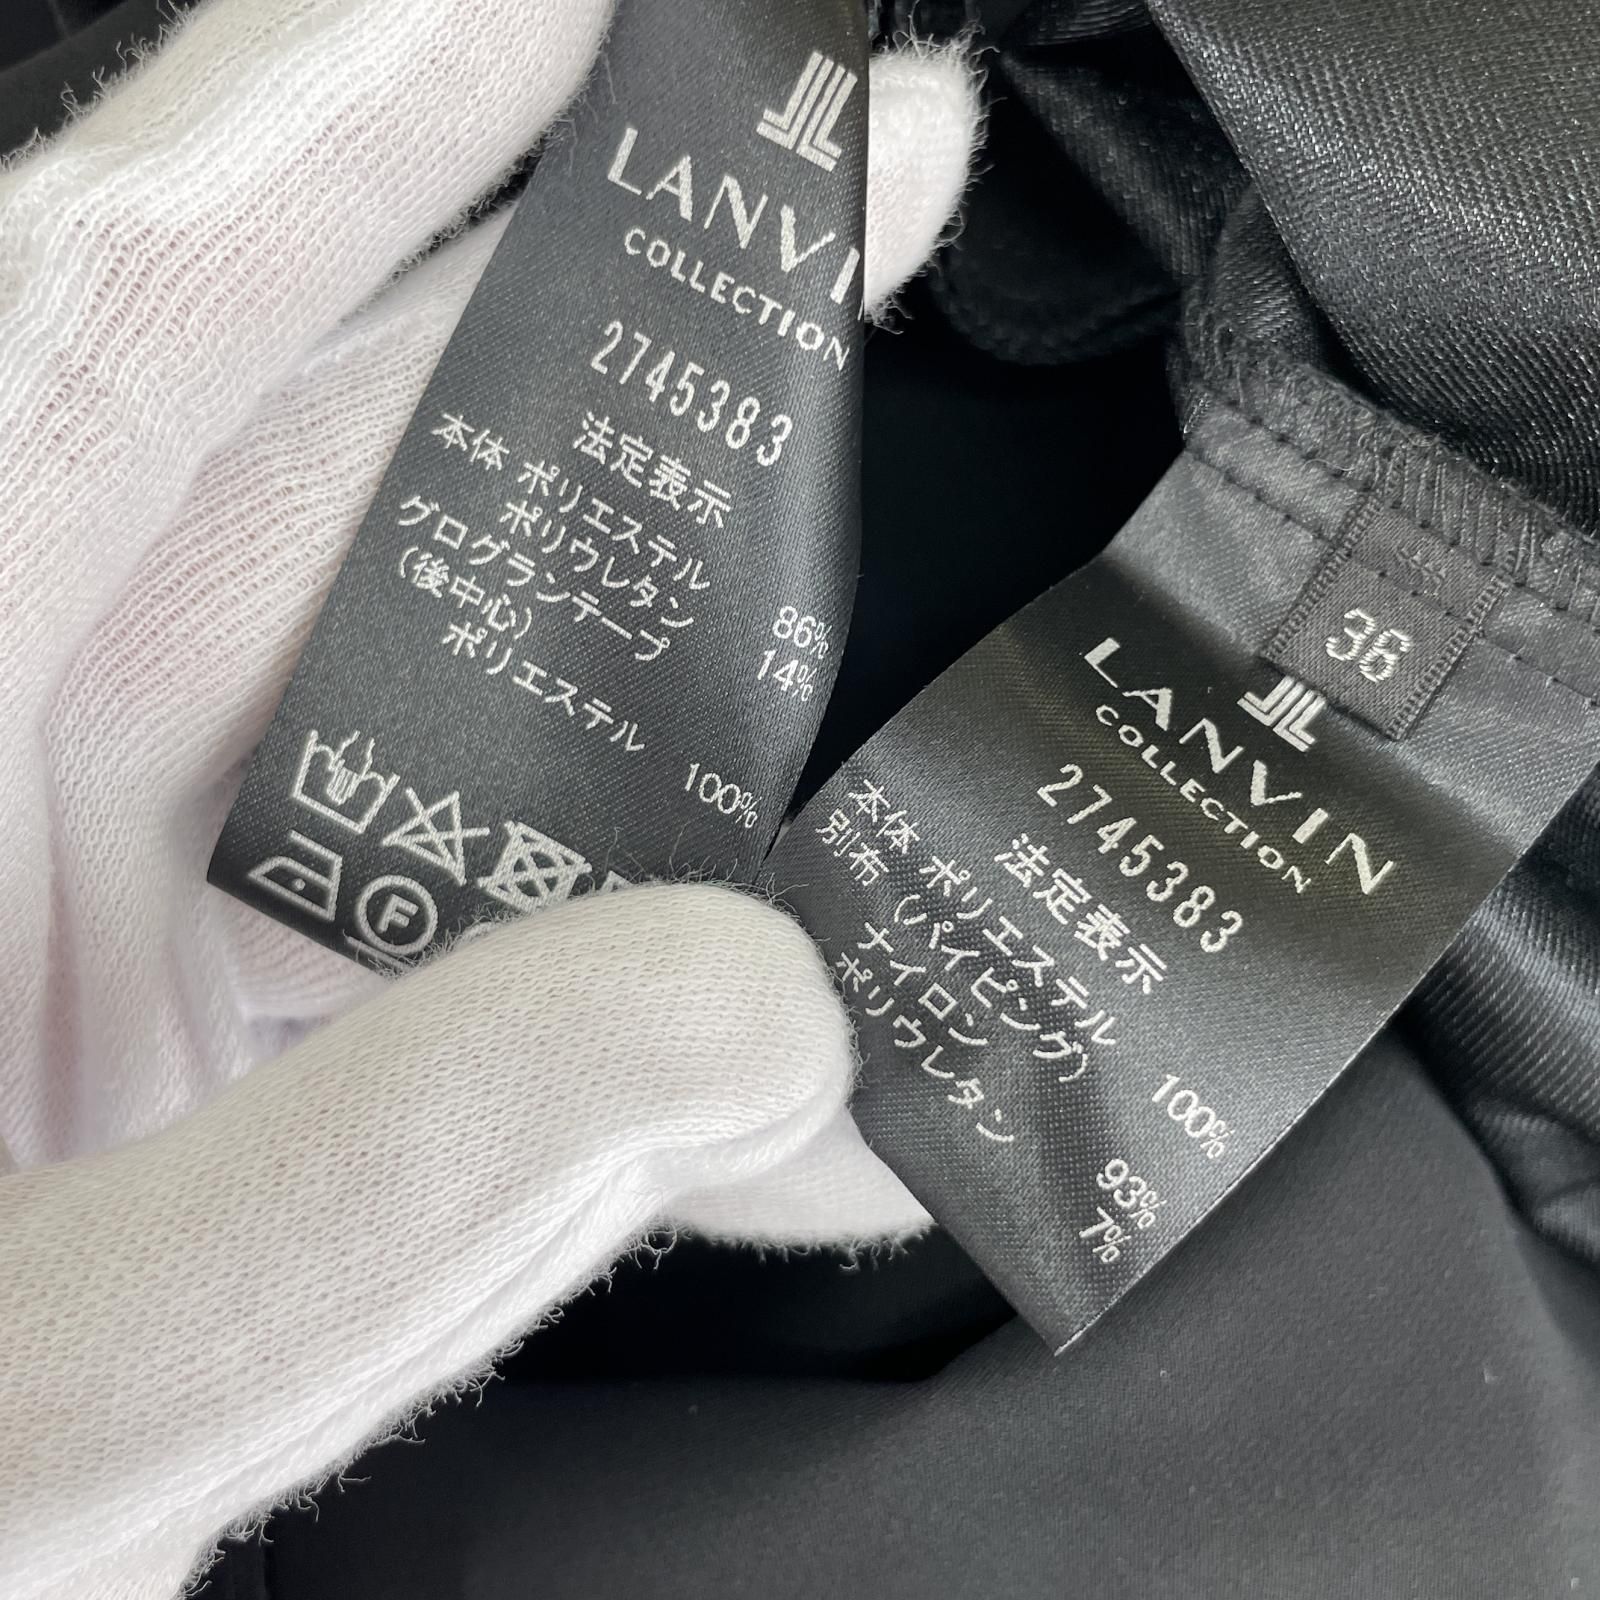 LANVIN
COLLECTION
2745383
法定表示
本体 ポリエステル 86%
ポリウレタン 14%
グログランテープ
(後中心)
ポリエステル 100%
F
36
LANVIN
COLLECTION
2745383
法定表示
本体 ポリエステル 100%
別布 (パイピング)
ナイロン 93%
ポリウレタン 7%